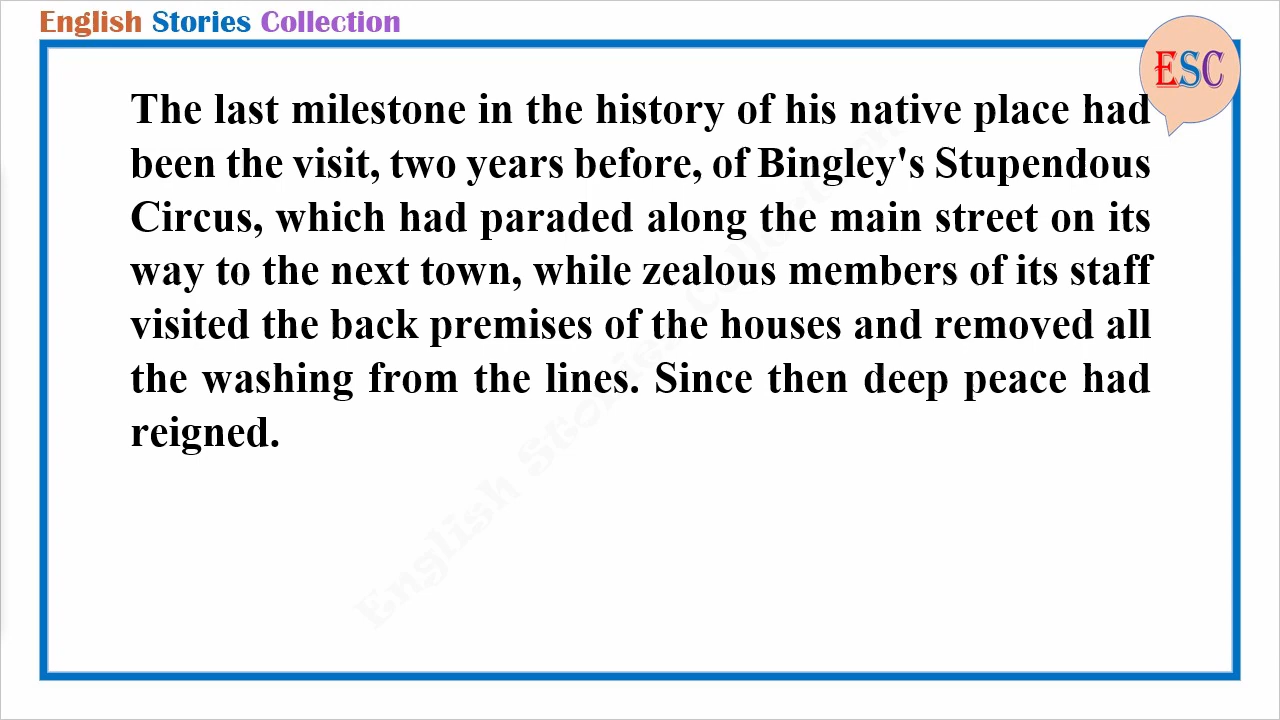 English Stories Collection
ESC
The last milestone in the history of his native place had
been the visit, two years before, of Bingley's Stupendous
Circus, which had paraded along the main street on its
way to the next town, while zealous members of its staff
visited the back premises of the houses and removed all
the washing from the lines. Since then deep peace had
reigned.
English Stories Collection